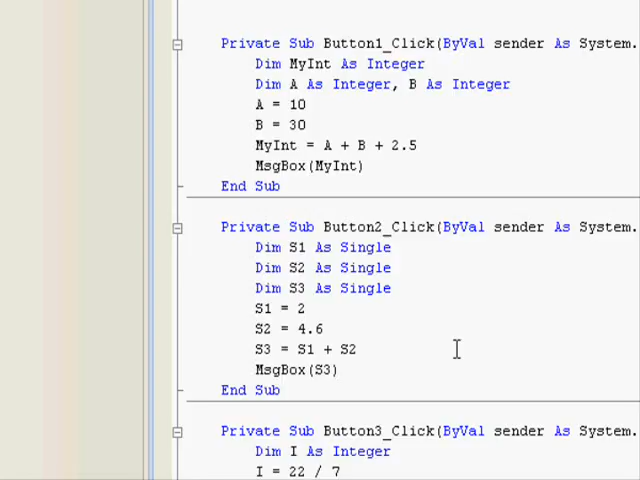 Private Sub Button1_Click(ByVal sender As System.
Dim MyInt As Integer
Dim A As Integer, B As Integer
A = 10
B = 30
MyInt = A + B + 2.5
MsgBox(MyInt)
End Sub
Private Sub Button2_Click(ByVal sender As System.
Dim S1 As Single
Dim S2 As Single
Dim S3 As Single
S1 = 2
S2 = 4.6
S3 = S1 + S2
MsgBox(S3)
End Sub
Private Sub Button3_Click(ByVal sender As System.
Dim I As Integer
I = 22 / 7